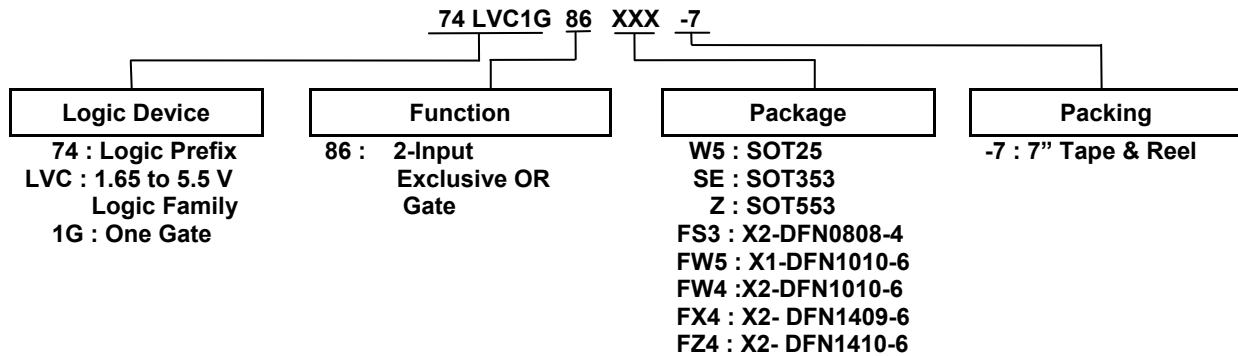 74 LVC1G 86 XXX -7
Logic Device
74 : Logic Prefix
LVC : 1.65 to 5.5 V
Logic Family
1G : One Gate
Function
86 : 2-Input
Exclusive OR
Gate
Package
W5 : SOT25
SE : SOT353
Z : SOT553
FS3 : X2-DFN0808-4
FW5 : X1-DFN1010-6
FW4 :X2-DFN1010-6
FX4 : X2- DFN1409-6
FZ4 : X2- DFN1410-6
Packing
-7 : 7” Tape & Reel